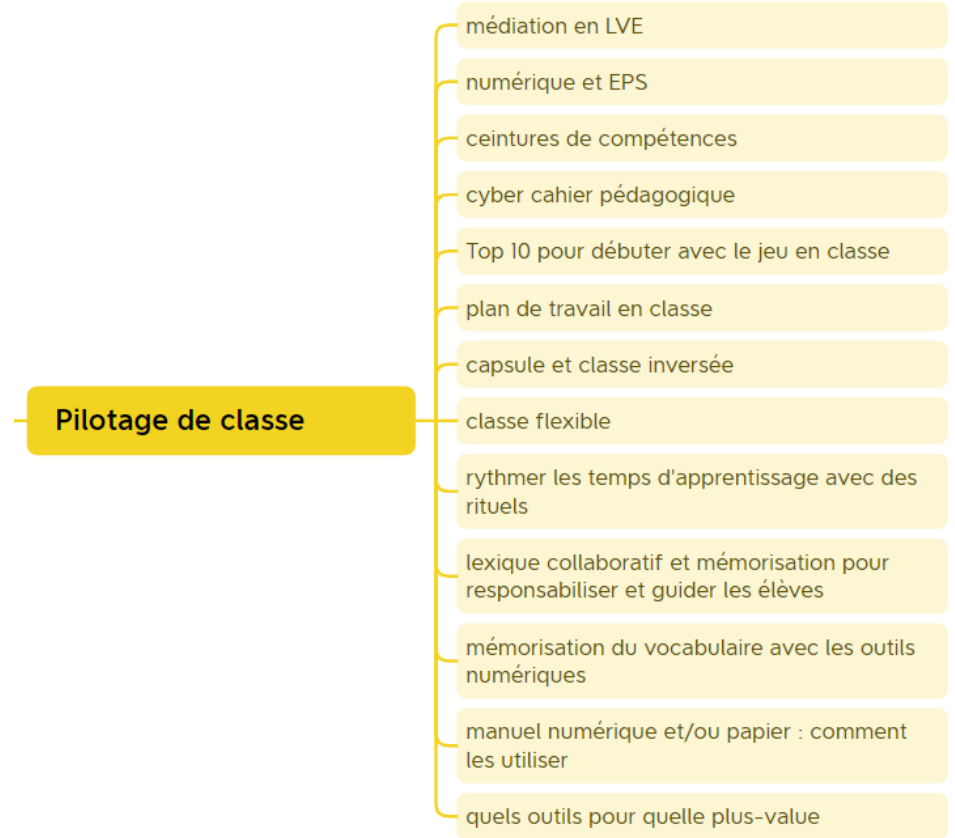 médiation en LVE
numérique et EPS
ceintures de compétences
cyber cahier pédagogique
Top 10 pour débuter avec le jeu en classe
plan de travail en classe
capsule et classe inversée
Pilotage de classe
classe flexible
rythmer les temps d'apprentissage avec des
rituels
lexique collaboratif et mémorisation pour
responsabiliser et guider les élèves
mémorisation du vocabulaire avec les outils
numériques
manuel numérique et/ou papier : comment
les utiliser
quels outils pour quelle plus-value